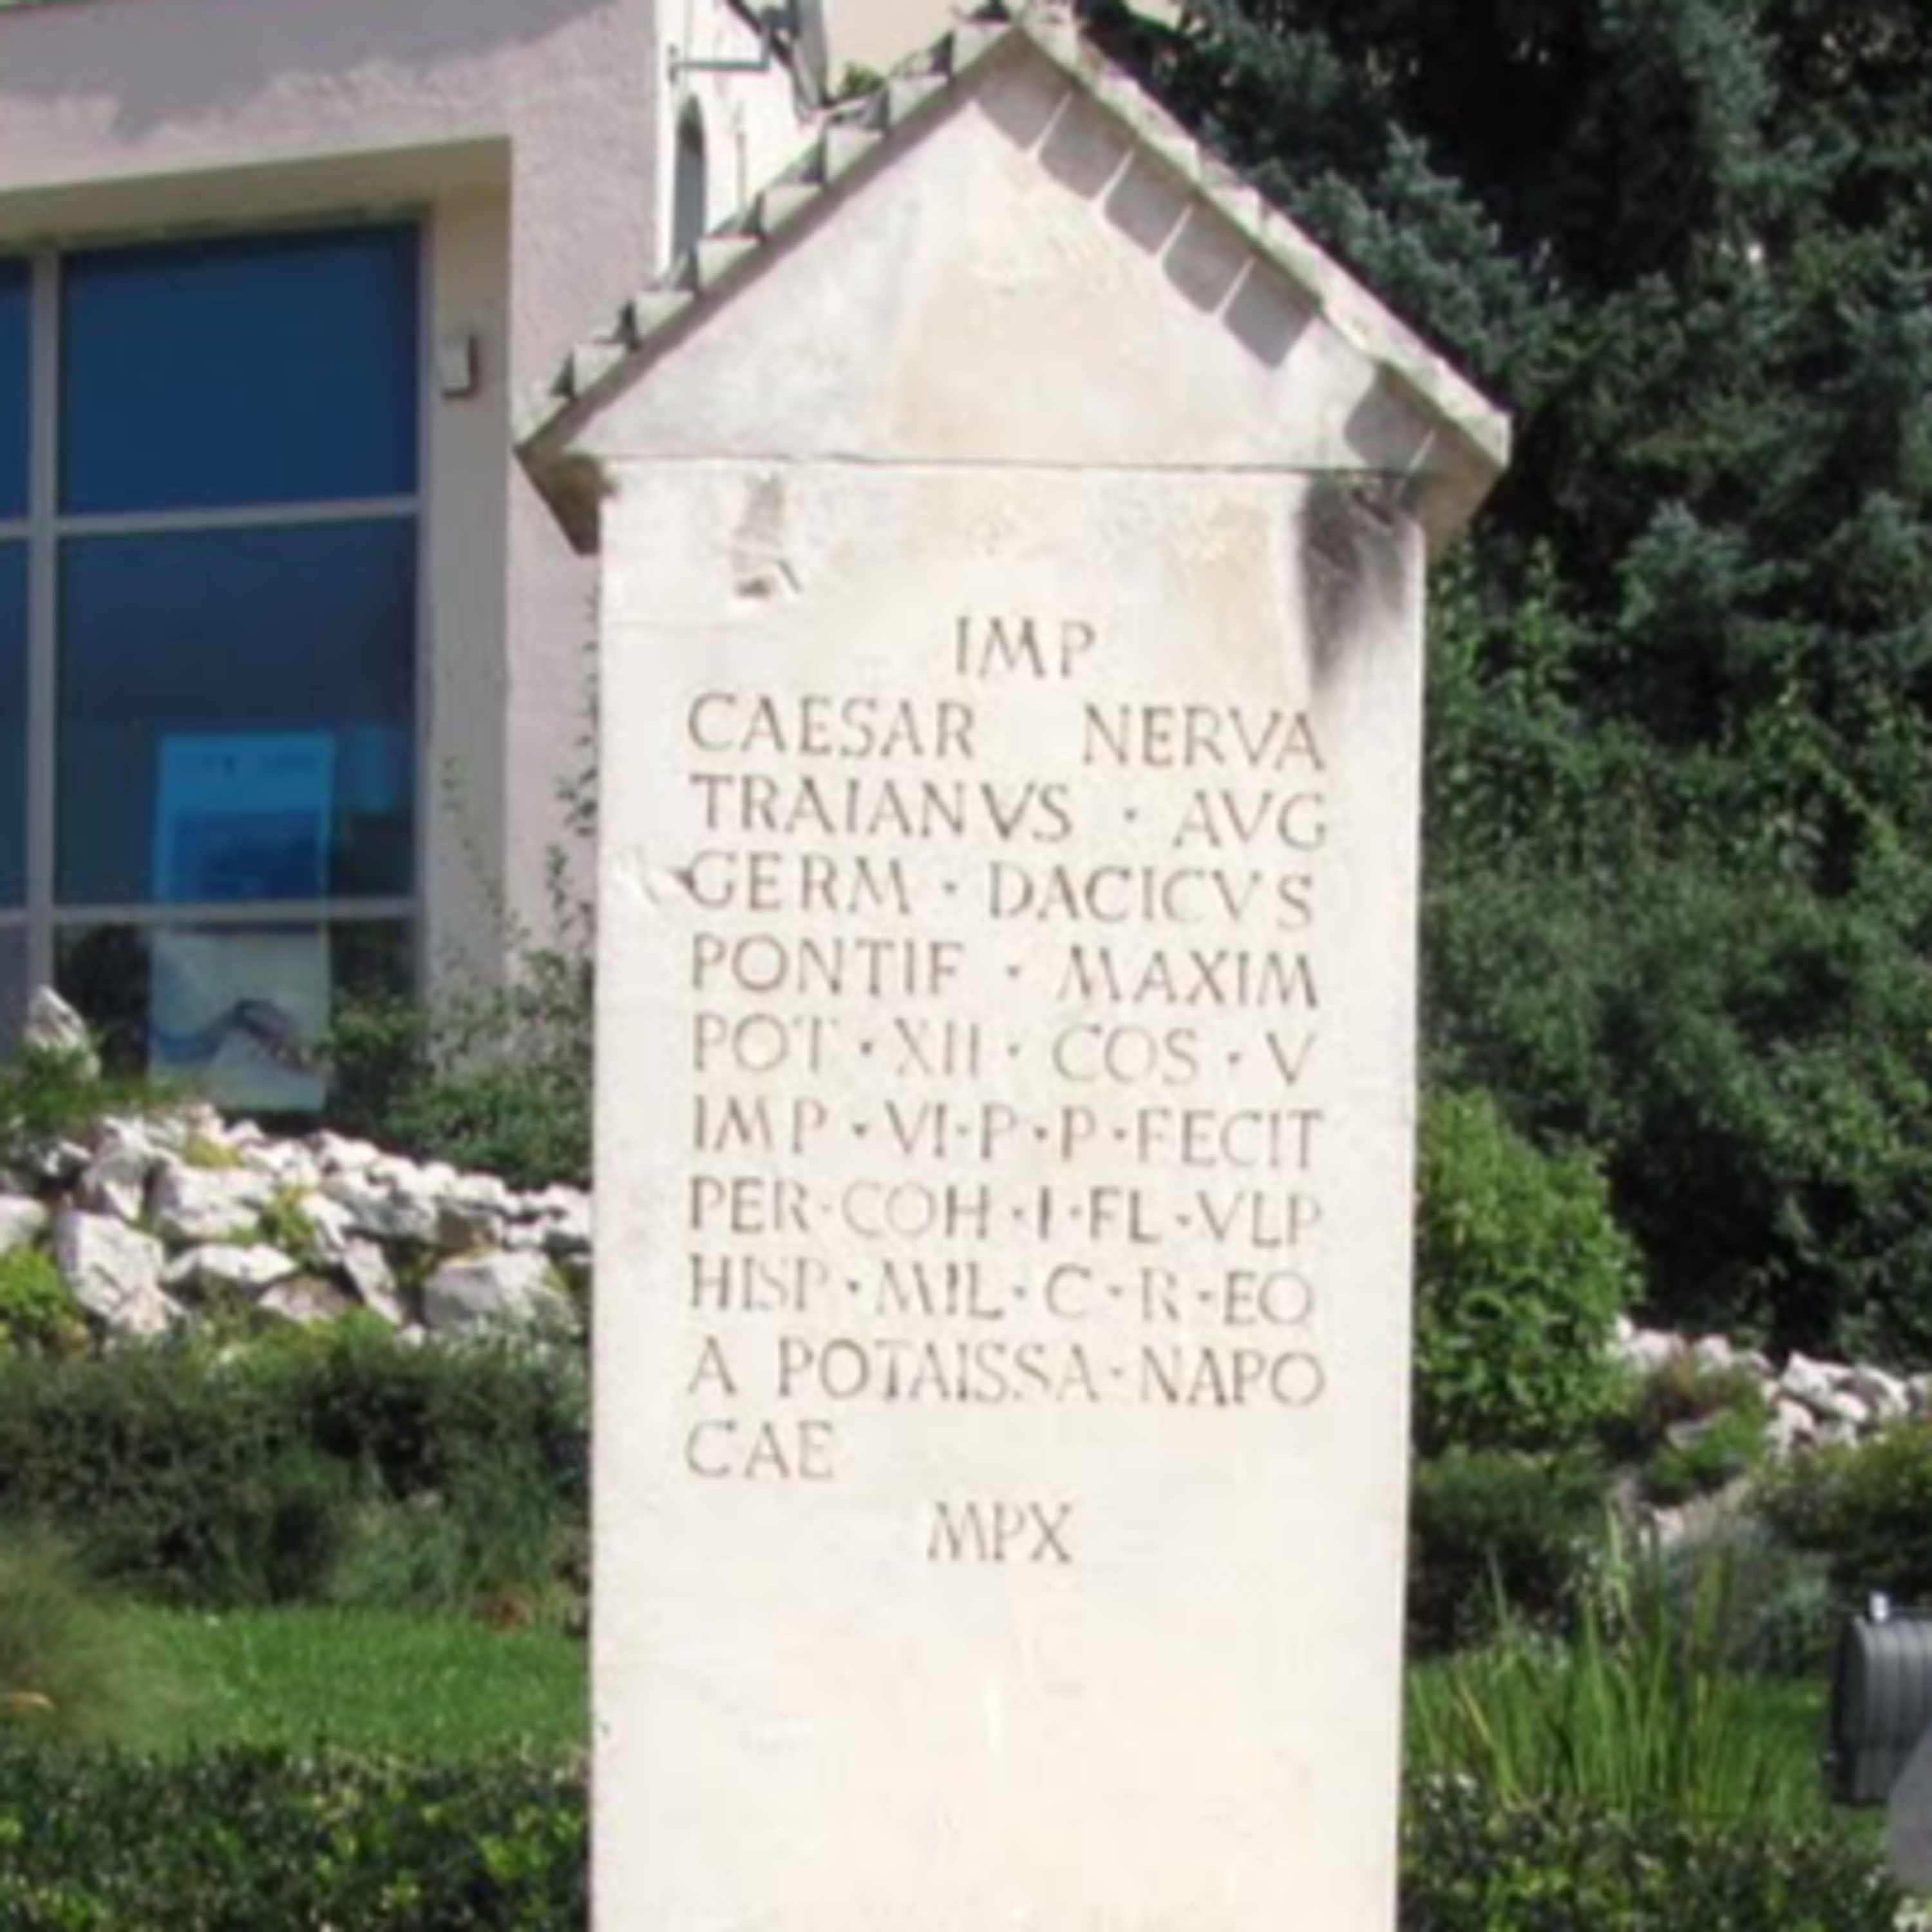 IMP
CAESAR NERVA
TRAIANVS · AVG
GERM · DACICVS
PONTIF · MAXIM
POT · XII · COS · V
IMP · VI · P · P · FECIT
PER · COH · I · FL · VLP
HISP · MIL · C · R · EQ
A POTAISSA · NAPO
CAE
MPX